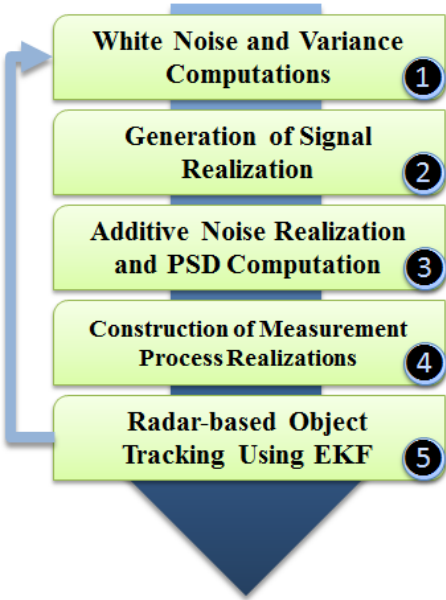 White Noise and Variance
Computations
1
Generation of Signal
Realization
2
Additive Noise Realization
and PSD Computation
3
Construction of Measurement
Process Realizations
4
Radar-based Object
Tracking Using EKF
5